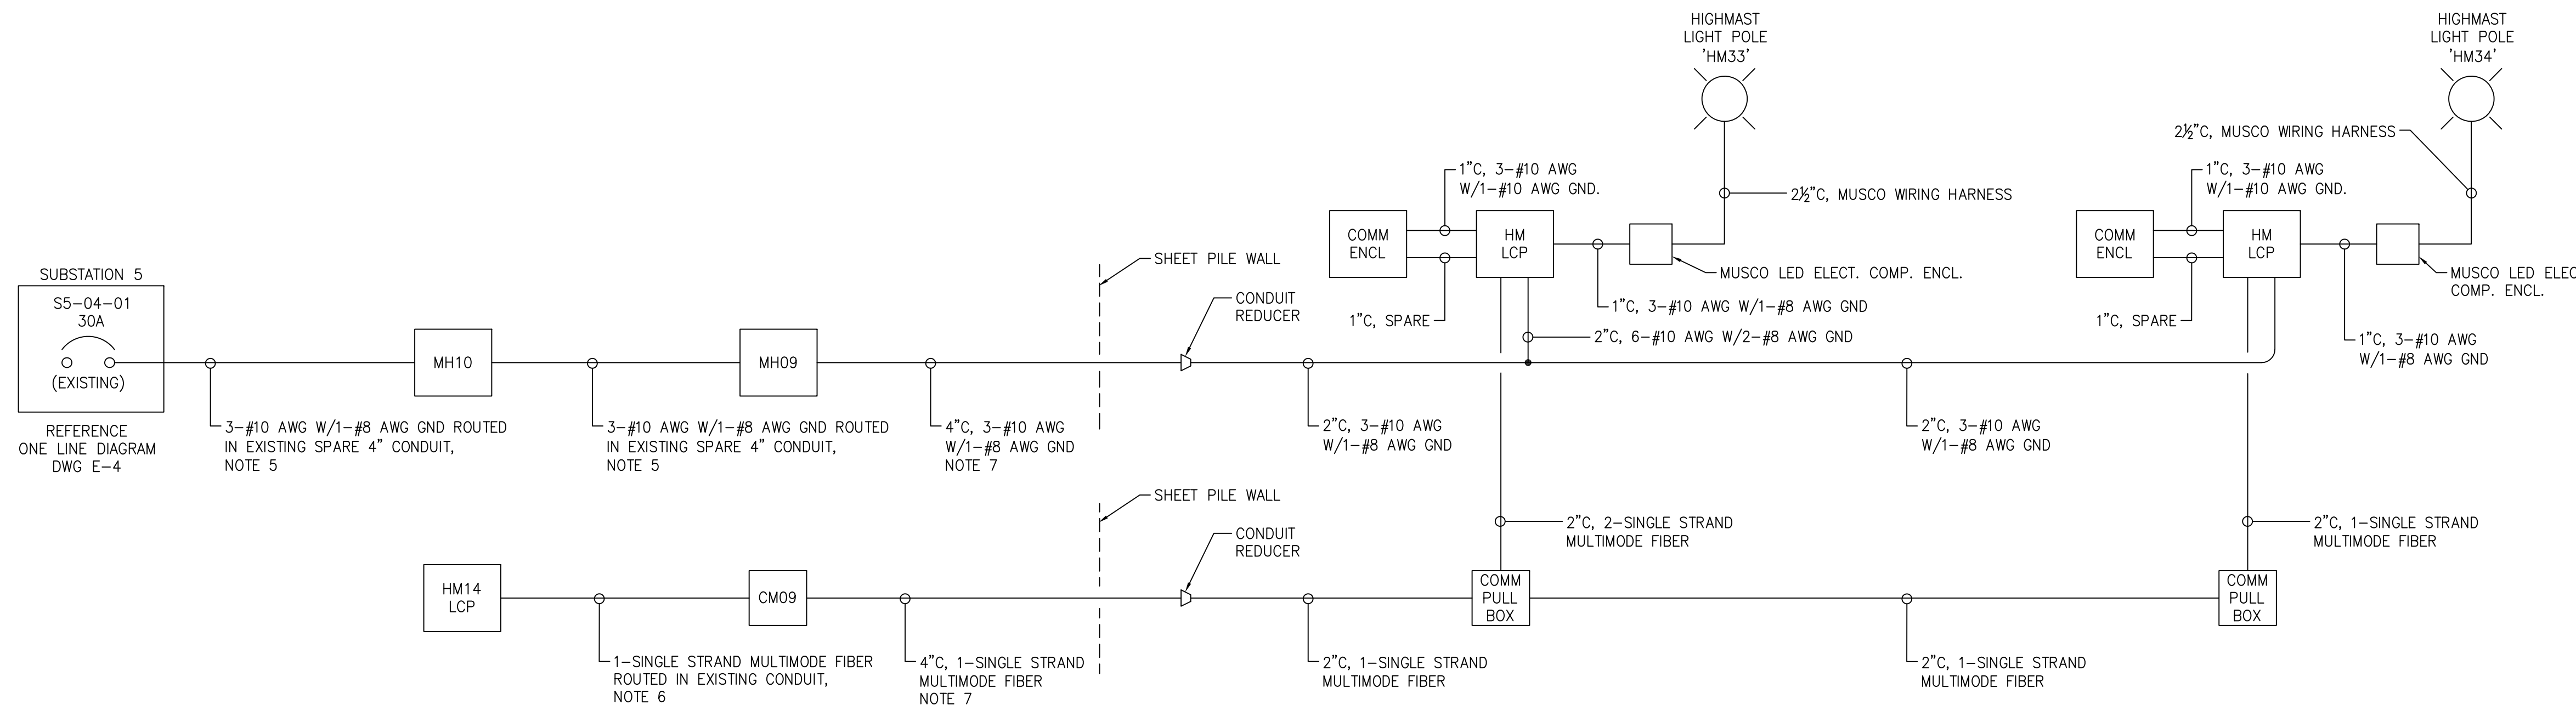 HIGHMAST
LIGHT POLE
'HM33'
HIGHMAST
LIGHT POLE
'HM34'
2½"C, MUSCO WIRING HARNESS
1"C, 3-#10 AWG
W/1-#10 AWG GND.
2½"C, MUSCO WIRING HARNESS
1"C, 3-#10 AWG
W/1-#10 AWG GND.
COMM
ENCL
HM
LCP
COMM
ENCL
HM
LCP
SHEET PILE WALL
MUSCO LED ELECT. COMP. ENCL.
MUSCO LED ELEC
COMP. ENCL.
SUBSTATION 5
S5-04-01
30A
(EXISTING)
REFERENCE
ONE LINE DIAGRAM
DWG E-4
CONDUIT
REDUCER
1"C, SPARE
1"C, 3-#10 AWG W/1-#8 AWG GND
2"C, 6-#10 AWG W/2-#8 AWG GND
1"C, SPARE
1"C, 3-#10 AWG
W/1-#8 AWG GND
MH10
MH09
3-#10 AWG W/1-#8 AWG GND ROUTED
IN EXISTING SPARE 4" CONDUIT,
NOTE 5
3-#10 AWG W/1-#8 AWG GND ROUTED
IN EXISTING SPARE 4" CONDUIT,
NOTE 5
4"C, 3-#10 AWG
W/1-#8 AWG GND
NOTE 7
2"C, 3-#10 AWG
W/1-#8 AWG GND
2"C, 3-#10 AWG
W/1-#8 AWG GND
SHEET PILE WALL
CONDUIT
REDUCER
2"C, 2-SINGLE STRAND
MULTIMODE FIBER
2"C, 1-SINGLE STRAND
MULTIMODE FIBER
HM14
LCP
CM09
COMM
PULL
BOX
COMM
PULL
BOX
1-SINGLE STRAND MULTIMODE FIBER
ROUTED IN EXISTING CONDUIT,
NOTE 6
4"C, 1-SINGLE STRAND
MULTIMODE FIBER
NOTE 7
2"C, 1-SINGLE STRAND
MULTIMODE FIBER
2"C, 1-SINGLE STRAND
MULTIMODE FIBER